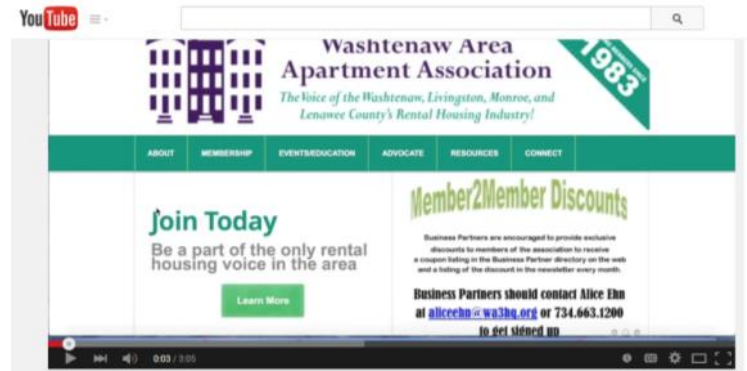 You Tube
Washtenaw Area
Apartment Association
The Voice of the Washtenaw, Livingston, Monroe, and
Lenawee County's Rental Housing Industry!
1983
ABOUT MEMBERSHIP EVENTS/EDUCATION ADVOCATE RESOURCES CONNECT
Join Today
Be a part of the only rental
housing voice in the area
Learn More
Member2Member Discounts
Business Partners are encouraged to provide exclusive
discounts to members of the association to receive
a coupon listing in the Business Partner directory on the web
and a listing of the discount in the newsletter every month.
Business Partners should contact Alice Ehn
at aliceehn@wa3hq.org or 734.663.1200
to get signed up
0:03 / 3:05